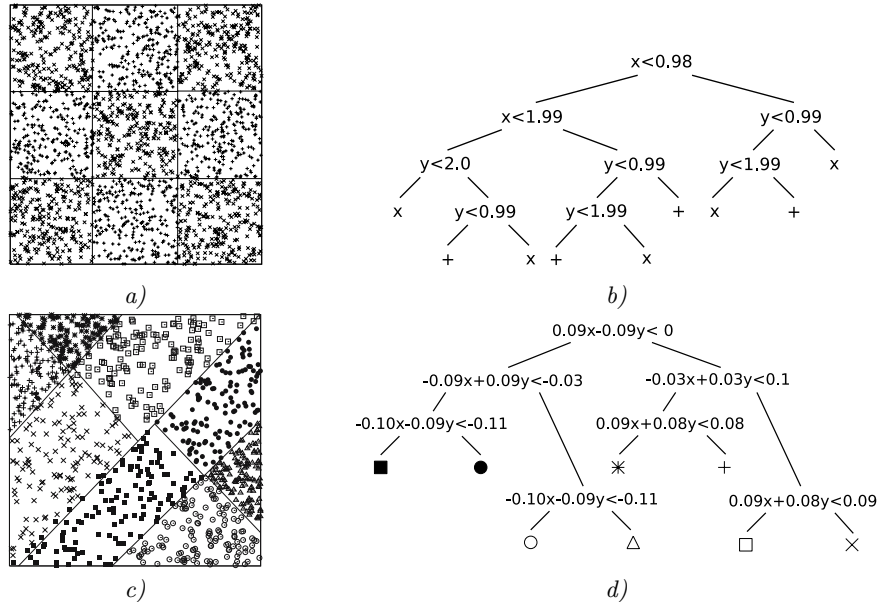 x<0.98
x<1.99 y<0.99
y<2.0 y<0.99 y<1.99 x
x y<0.99 y<1.99 + x +
+ x + x
a) b)
0.09x-0.09y< 0
-0.09x+0.09y<-0.03 -0.03x+0.03y<0.1
-0.10x-0.09y<-0.11 0.09x+0.08y<0.08
-0.10x-0.09y<-0.11 0.09x+0.08y<0.09
c) d)